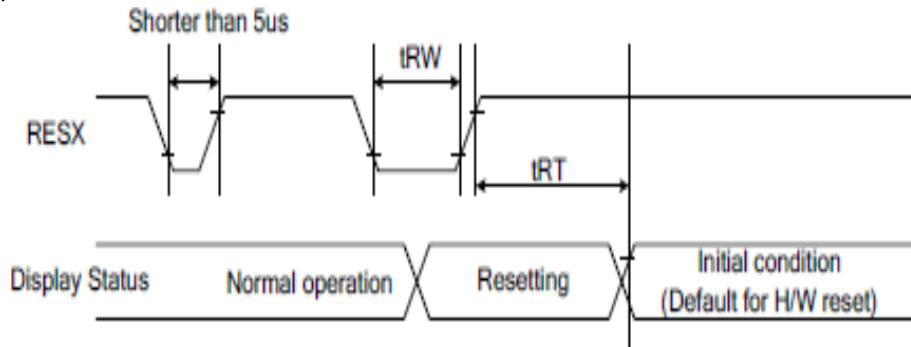 Shorter than 5us
tRW
RESX
tRT
Display Status
Normal operation
Resetting
Initial condition
(Default for H/W reset)